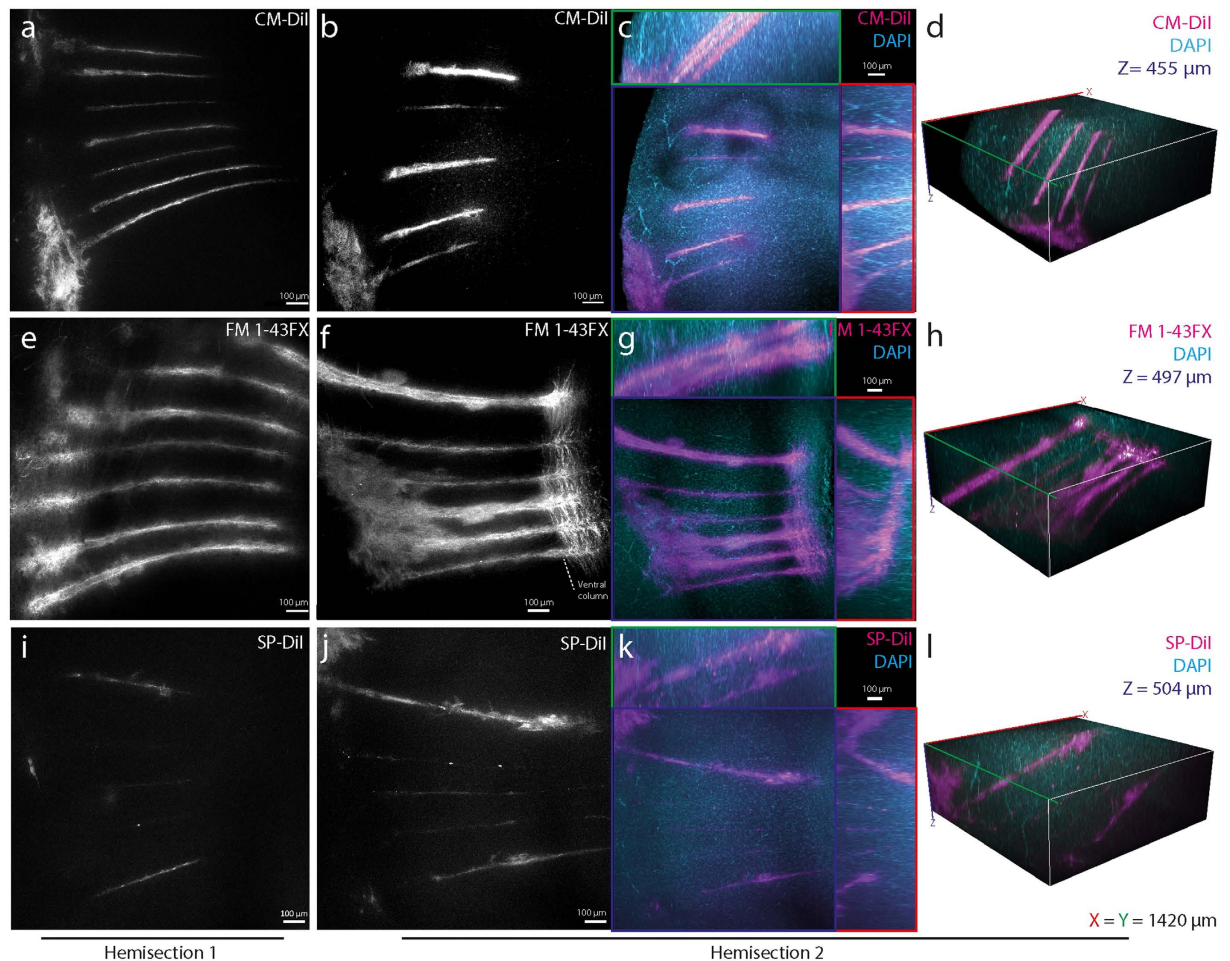 a
CM-DiI
100 µm
b
CM-DiI
100 µm
c
CM-DiI
DAPI
100 µm
d
CM-DiI
DAPI
Z= 455 µm
X
Z
e
FM 1-43FX
100 µm
f
FM 1-43FX
Ventral
column
100 µm
g
FM 1-43FX
DAPI
100 µm
h
FM 1-43FX
DAPI
Z = 497 µm
X
Z
i
SP-DiI
100 µm
j
SP-DiI
100 µm
k
SP-DiI
DAPI
100 µm
l
SP-DiI
DAPI
Z = 504 µm
X
Z
X = Y = 1420 µm
Hemisection 1
Hemisection 2